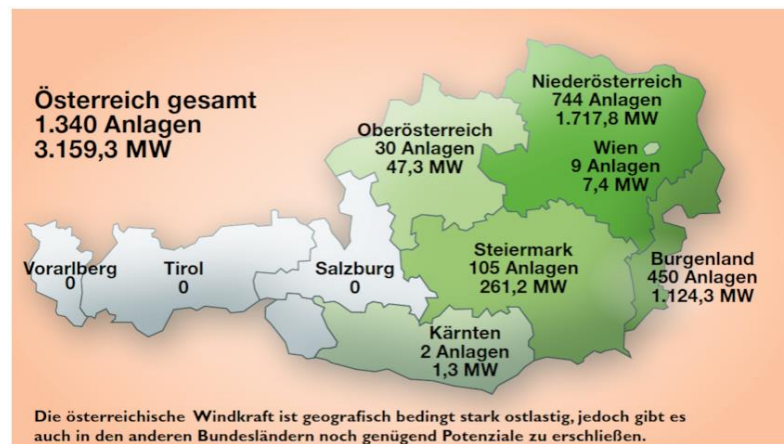 Österreich gesamt
1.340 Anlagen
3.159,3 MW
Niederösterreich
744 Anlagen
1.717,8 MW
Oberösterreich
30 Anlagen
47,3 MW
Wien
9 Anlagen
7,4 MW
Vorarlberg
0
Tirol
0
Salzburg
0
Steiermark
105 Anlagen
261,2 MW
Burgenland
450 Anlagen
1.124,3 MW
Kärnten
2 Anlagen
1,3 MW
Die österreichische Windkraft ist geografisch bedingt stark ostlastig, jedoch gibt es
auch in den anderen Bundesländern noch genügend Potenziale zu erschließen.